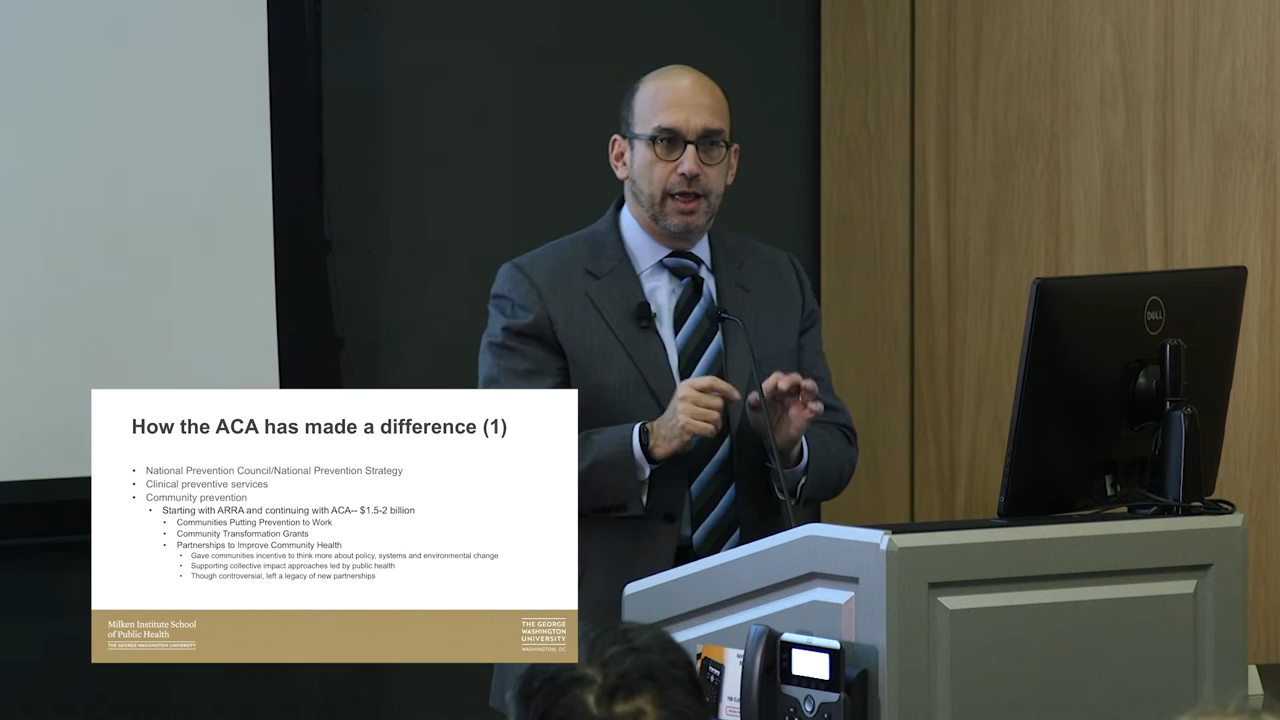 How the ACA has made a difference (1)
• National Prevention Council/National Prevention Strategy
• Clinical preventive services
• Community prevention
• Starting with ARRA and continuing with ACA-- $1.5-2 billion
• Communities Putting Prevention to Work
• Community Transformation Grants
• Partnerships to Improve Community Health
• Gave communities incentive to think more about policy, systems and environmental change
• Supporting collective impact approaches led by public health
• Though controversial, left a legacy of new partnerships
Milken Institute School
of Public Health
THE GEORGE WASHINGTON UNIVERSITY
THE GEORGE
WASHINGTON
UNIVERSITY
WASHINGTON, DC
DELL